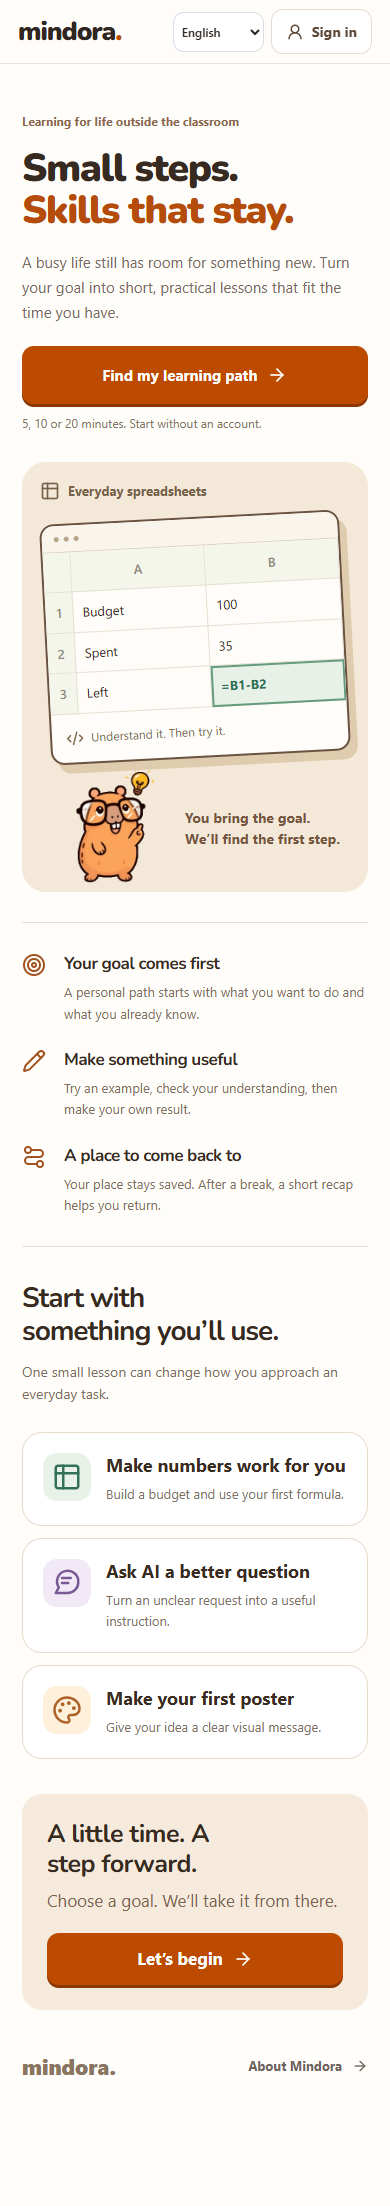 mindora.
English
Sign in
Learning for life outside the classroom
Small steps.
Skills that stay.
A busy life still has room for something new. Turn
your goal into short, practical lessons that fit the
time you have.
Find my learning path
5, 10 or 20 minutes. Start without an account.
Everyday spreadsheets
A B
1 Budget 100
2 Spent 35
3 Left =B1-B2
Understand it. Then try it.
You bring the goal.
We’ll find the first step.
Your goal comes first
A personal path starts with what you want to do and
what you already know.
Make something useful
Try an example, check your understanding, then
make your own result.
A place to come back to
Your place stays saved. After a break, a short recap
helps you return.
Start with
something you’ll use.
One small lesson can change how you approach an
everyday task.
Make numbers work for you
Build a budget and use your first formula.
Ask AI a better question
Turn an unclear request into a useful
instruction.
Make your first poster
Give your idea a clear visual message.
A little time. A
step forward.
Choose a goal. We’ll take it from there.
Let’s begin
mindora.
About Mindora